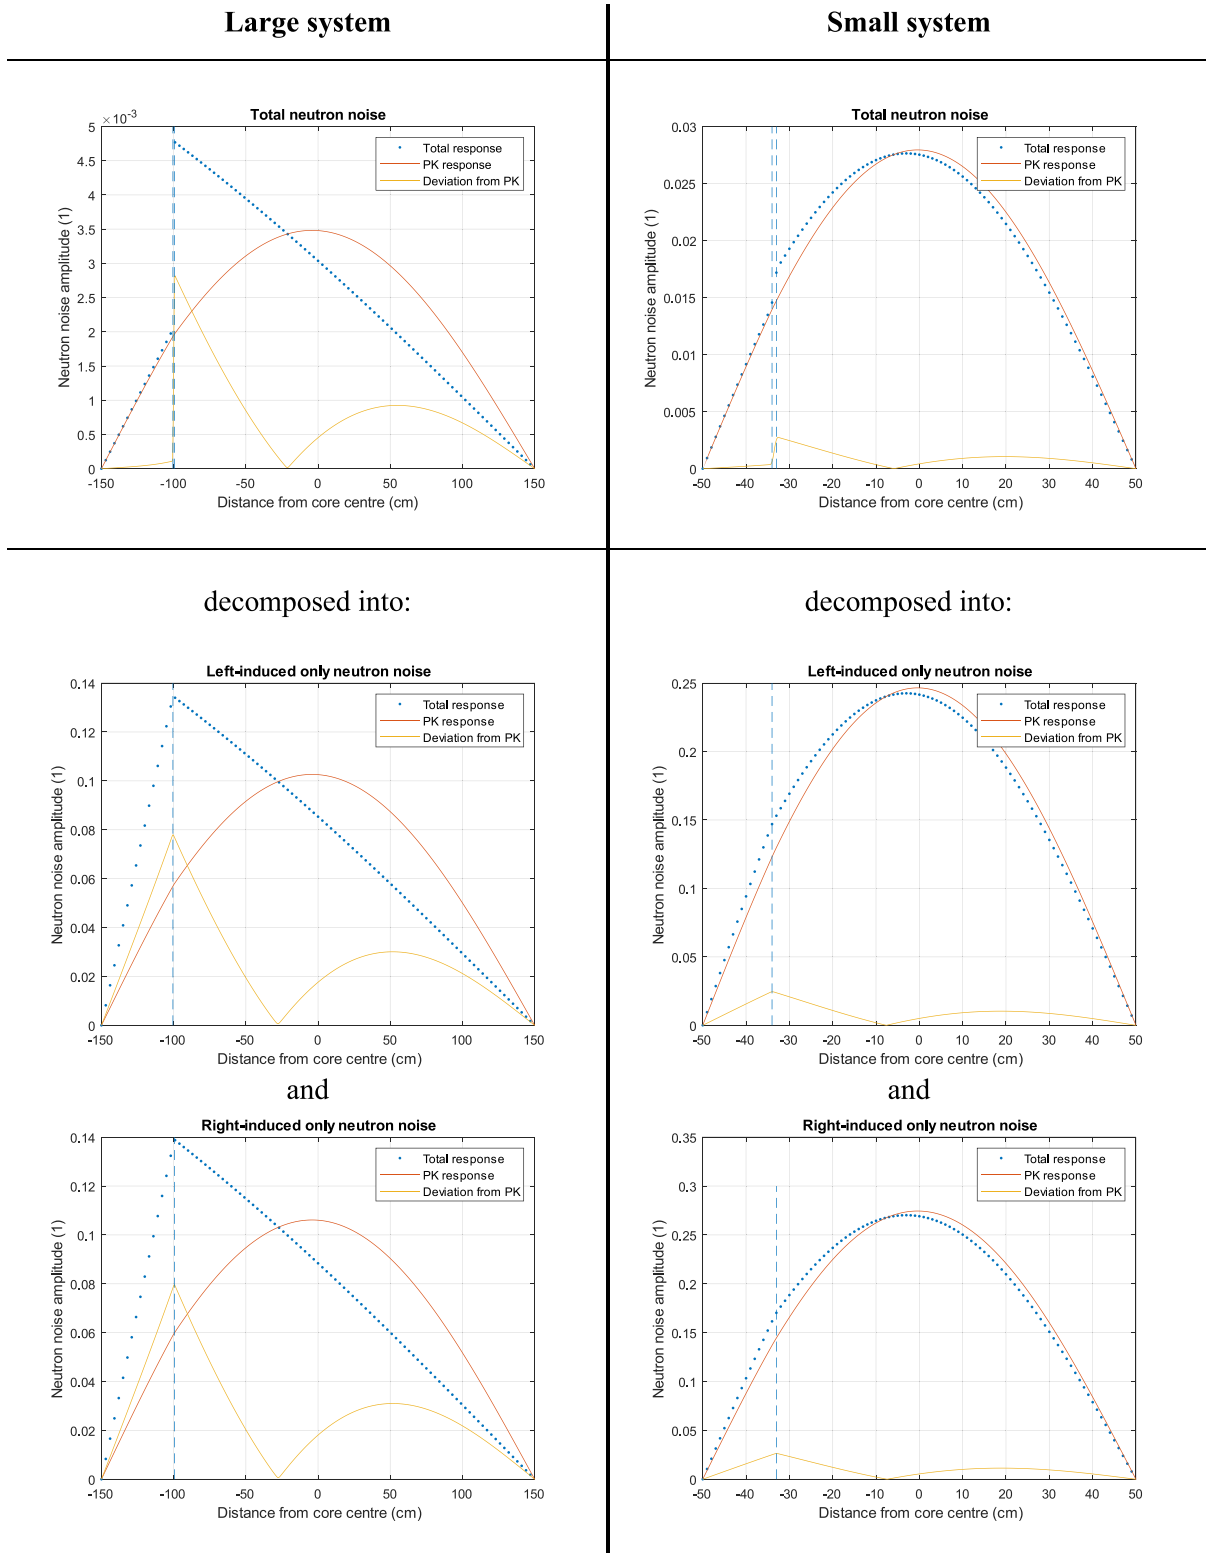 Large system
Small system
Total neutron noise
×10-3
5
4.5
4
3.5
3
2.5
2
1.5
1
0.5
0
Neutron noise amplitude (1)
Total response
PK response
Deviation from PK
-150 -100 -50 0 50 100 150
Distance from core centre (cm)
Total neutron noise
0.03
0.025
0.02
0.015
0.01
0.005
0
Neutron noise amplitude (1)
Total response
PK response
Deviation from PK
-50 -40 -30 -20 -10 0 10 20 30 40 50
Distance from core centre (cm)
decomposed into:
decomposed into:
Left-induced only neutron noise
0.14
0.12
0.1
0.08
0.06
0.04
0.02
0
Neutron noise amplitude (1)
Total response
PK response
Deviation from PK
-150 -100 -50 0 50 100 150
Distance from core centre (cm)
Left-induced only neutron noise
0.25
0.2
0.15
0.1
0.05
0
Neutron noise amplitude (1)
Total response
PK response
Deviation from PK
-50 -40 -30 -20 -10 0 10 20 30 40 50
Distance from core centre (cm)
and
and
Right-induced only neutron noise
0.14
0.12
0.1
0.08
0.06
0.04
0.02
0
Neutron noise amplitude (1)
Total response
PK response
Deviation from PK
-150 -100 -50 0 50 100 150
Distance from core centre (cm)
Right-induced only neutron noise
0.35
0.3
0.25
0.2
0.15
0.1
0.05
0
Neutron noise amplitude (1)
Total response
PK response
Deviation from PK
-50 -40 -30 -20 -10 0 10 20 30 40 50
Distance from core centre (cm)